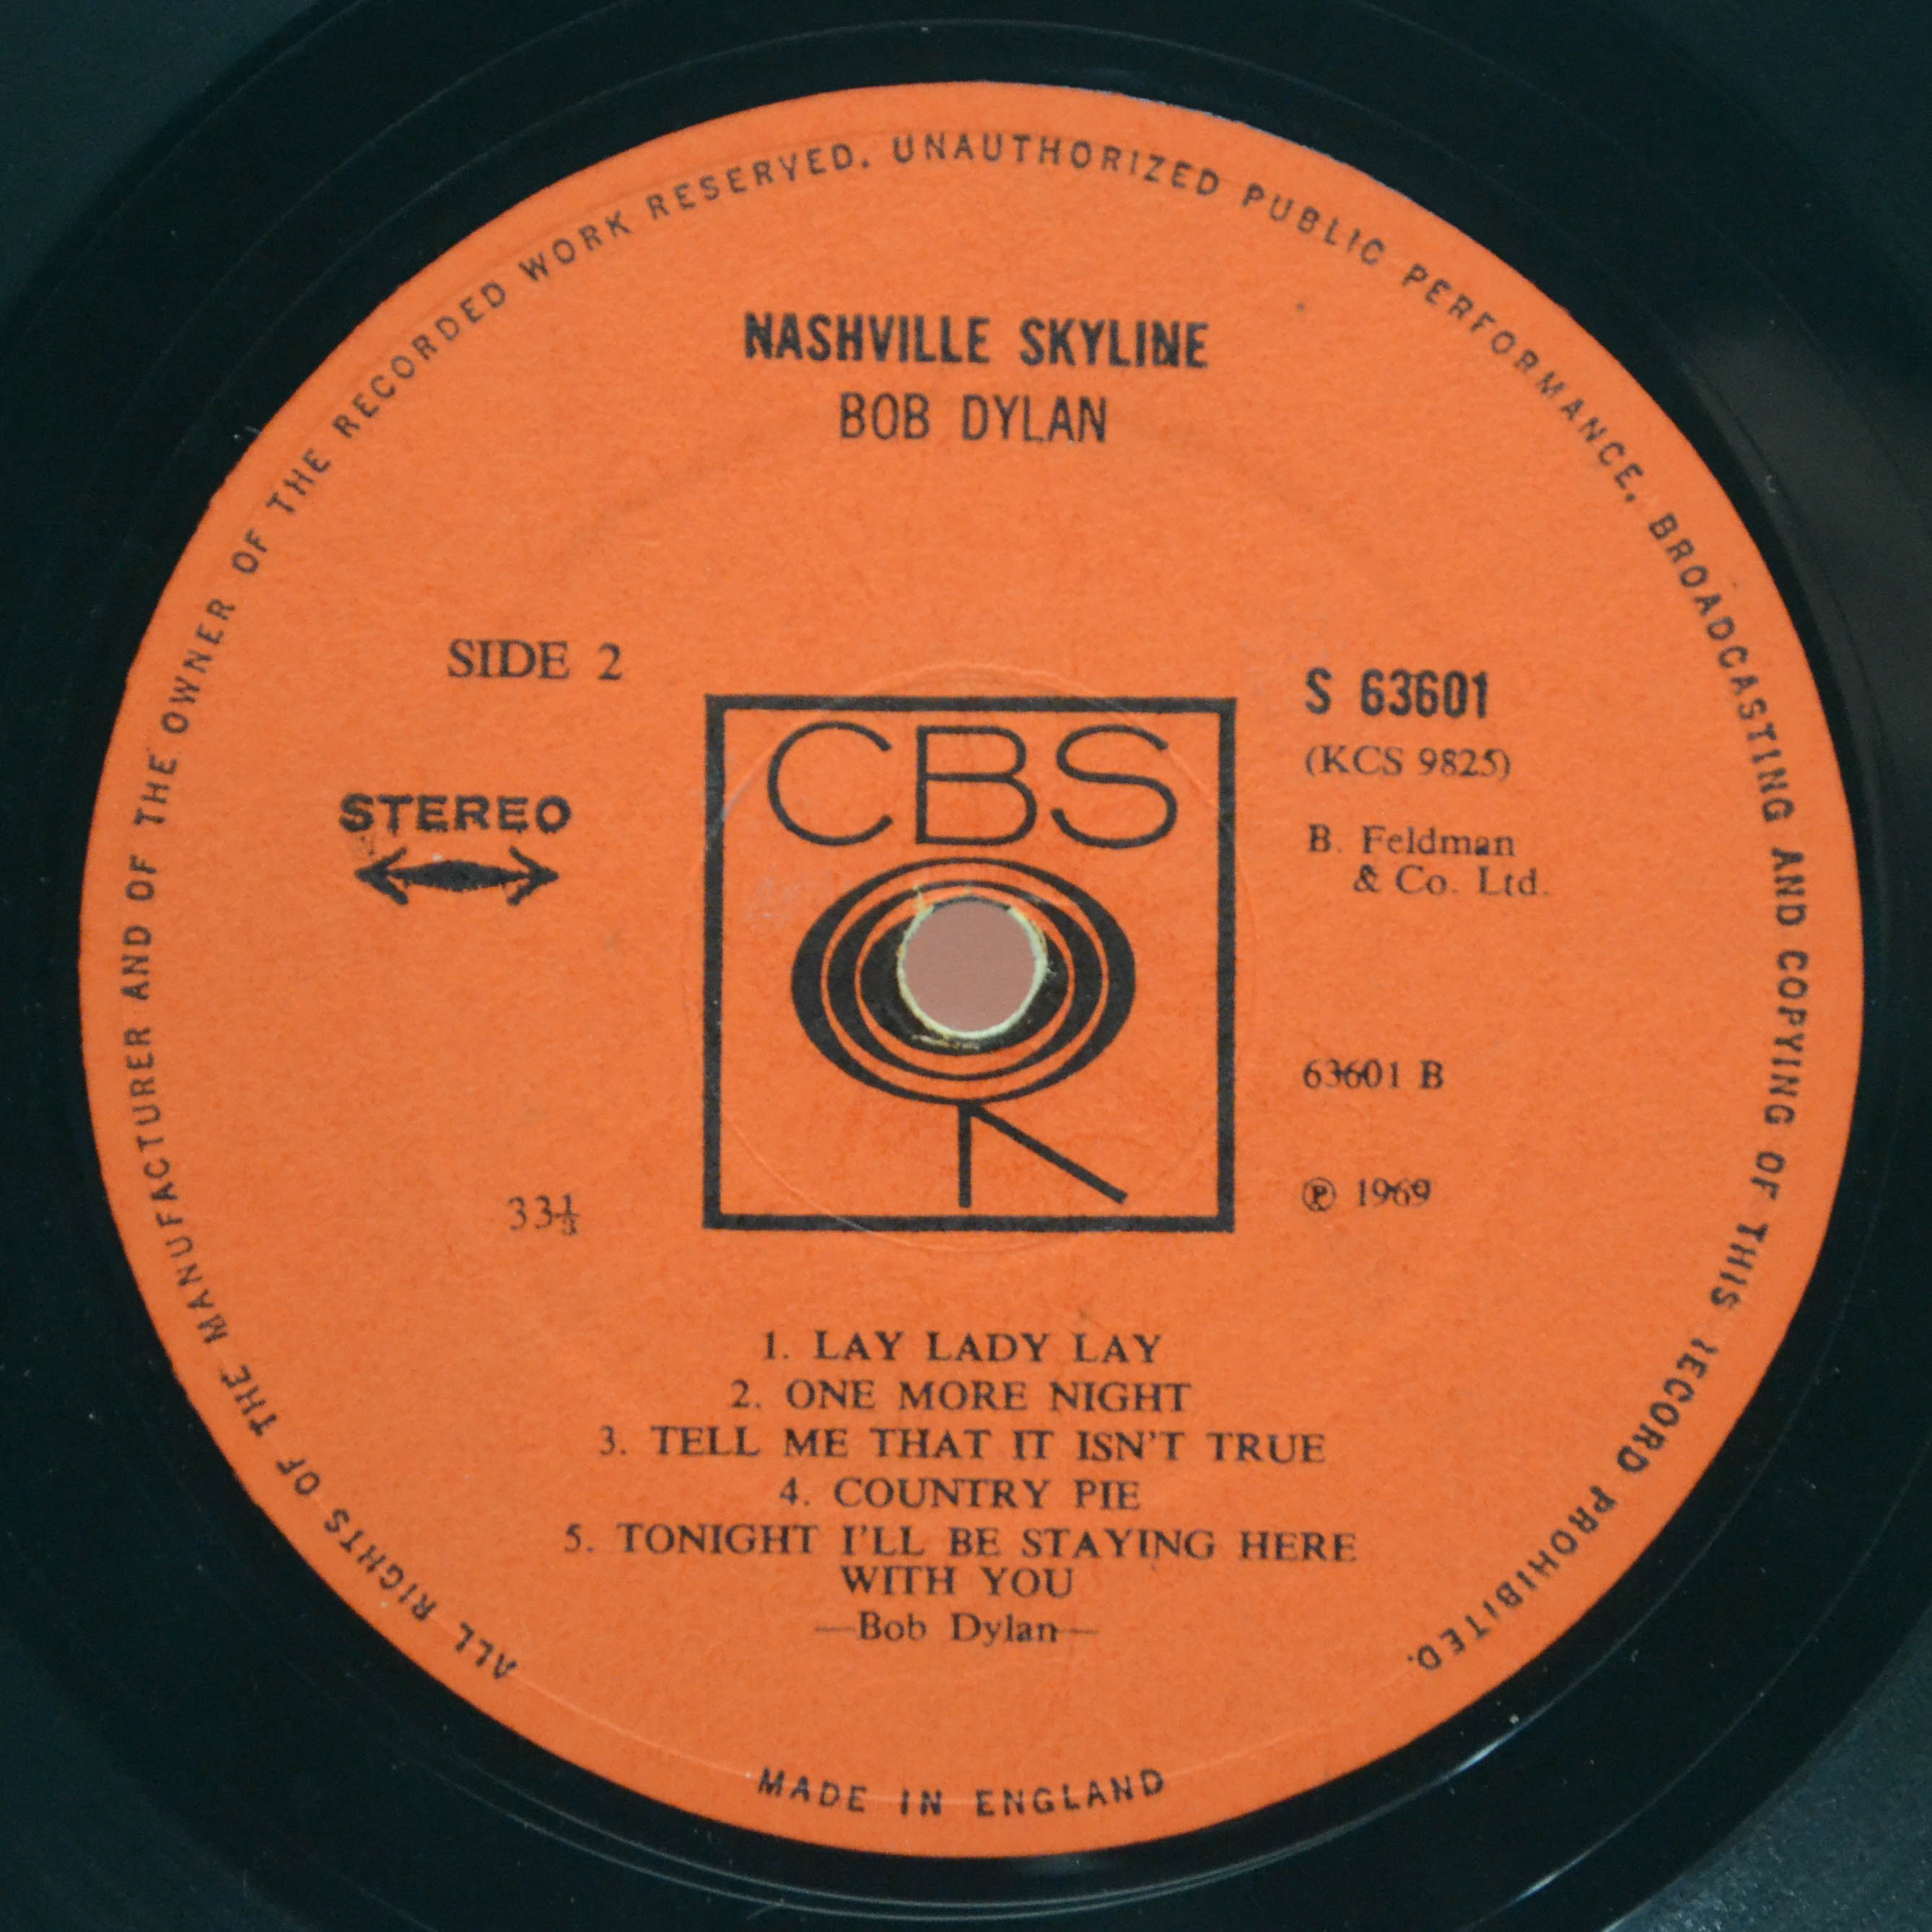 ALL RIGHTS OF THE MANUFACTURER AND OF THE OWNER OF THE RECORDED WORK RESERVED. UNAUTHORIZED PUBLIC PERFORMANCE, BROADCASTING AND COPYING OF THIS RECORD PROHIBITED.
NASHVILLE SKYLINE
BOB DYLAN
SIDE 2
STEREO
33⅓
CBS
S 63601
(KCS 9825)
B. Feldman
& Co. Ltd.
63601 B
℗ 1969
1. LAY LADY LAY
2. ONE MORE NIGHT
3. TELL ME THAT IT ISN'T TRUE
4. COUNTRY PIE
5. TONIGHT I'LL BE STAYING HERE
WITH YOU
—Bob Dylan—
MADE IN ENGLAND